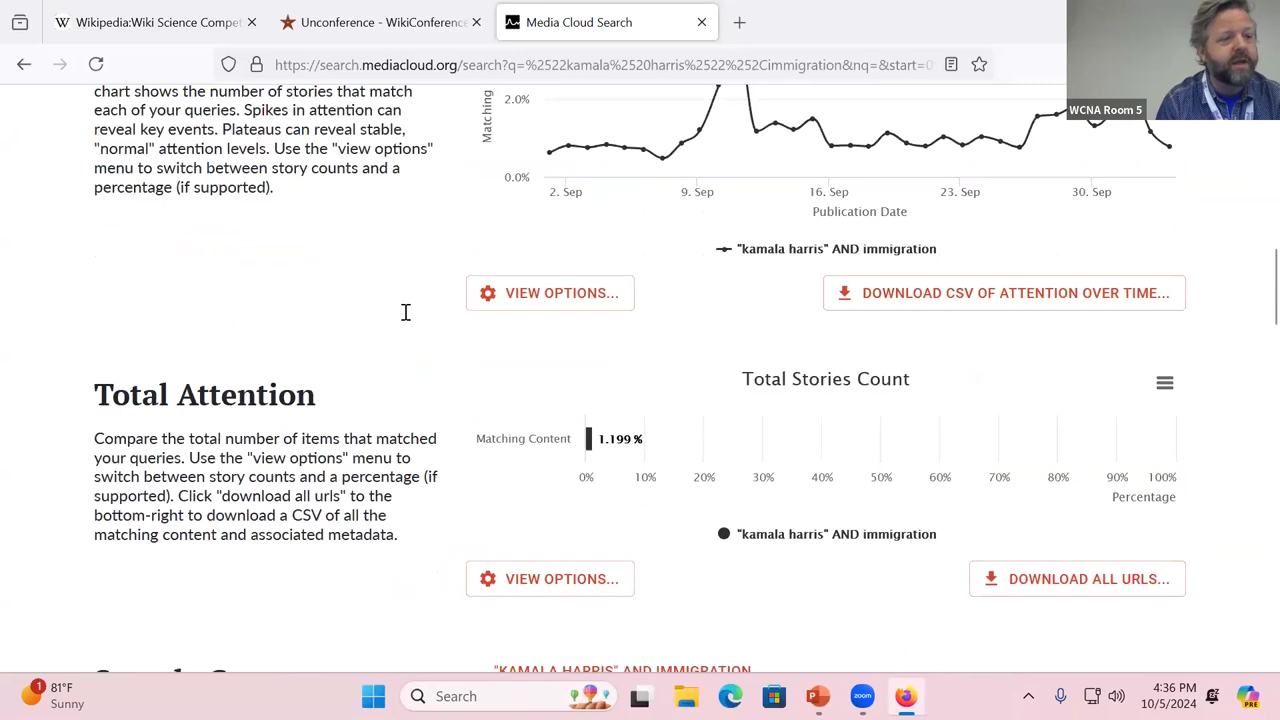 Wikipedia:Wiki Science Compet
Unconference - WikiConference
Media Cloud Search
https://search.mediacloud.org/search?q=%2522kamala%2520harris%2522%252Cimmigration&nq=&start=0
WCNA Room 5
chart shows the number of stories that match
each of your queries. Spikes in attention can
reveal key events. Plateaus can reveal stable,
"normal" attention levels. Use the "view options"
menu to switch between story counts and a
percentage (if supported).
Matching
2.0%
0.0%
2. Sep
9. Sep
16. Sep
23. Sep
30. Sep
Publication Date
"kamala harris" AND immigration
VIEW OPTIONS...
DOWNLOAD CSV OF ATTENTION OVER TIME...
Total Attention
Compare the total number of items that matched
your queries. Use the "view options" menu to
switch between story counts and a percentage (if
supported). Click "download all urls" to the
bottom-right to download a CSV of all the
matching content and associated metadata.
Total Stories Count
Matching Content
1.199 %
0%
10%
20%
30%
40%
50%
60%
70%
80%
90%
100%
Percentage
"kamala harris" AND immigration
VIEW OPTIONS...
DOWNLOAD ALL URLS...
"KAMALA HARRIS" AND IMMIGRATION
1
81°F
Sunny
Search
zoom
PRE
4:36 PM
10/5/2024